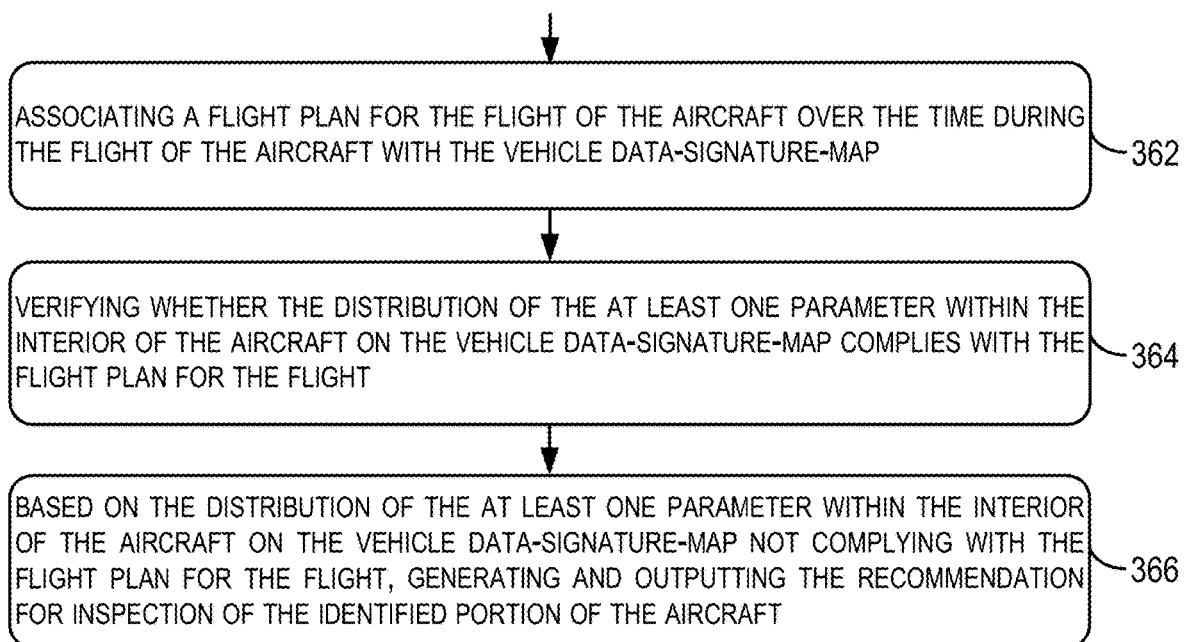 ASSOCIATING A FLIGHT PLAN FOR THE FLIGHT OF THE AIRCRAFT OVER THE TIME DURING
THE FLIGHT OF THE AIRCRAFT WITH THE VEHICLE DATA-SIGNATURE-MAP
362
VERIFYING WHETHER THE DISTRIBUTION OF THE AT LEAST ONE PARAMETER WITHIN THE
INTERIOR OF THE AIRCRAFT ON THE VEHICLE DATA-SIGNATURE-MAP COMPLIES WITH THE
FLIGHT PLAN FOR THE FLIGHT
364
BASED ON THE DISTRIBUTION OF THE AT LEAST ONE PARAMETER WITHIN THE INTERIOR
OF THE AIRCRAFT ON THE VEHICLE DATA-SIGNATURE-MAP NOT COMPLYING WITH THE
FLIGHT PLAN FOR THE FLIGHT, GENERATING AND OUTPUTTING THE RECOMMENDATION
FOR INSPECTION OF THE IDENTIFIED PORTION OF THE AIRCRAFT
366